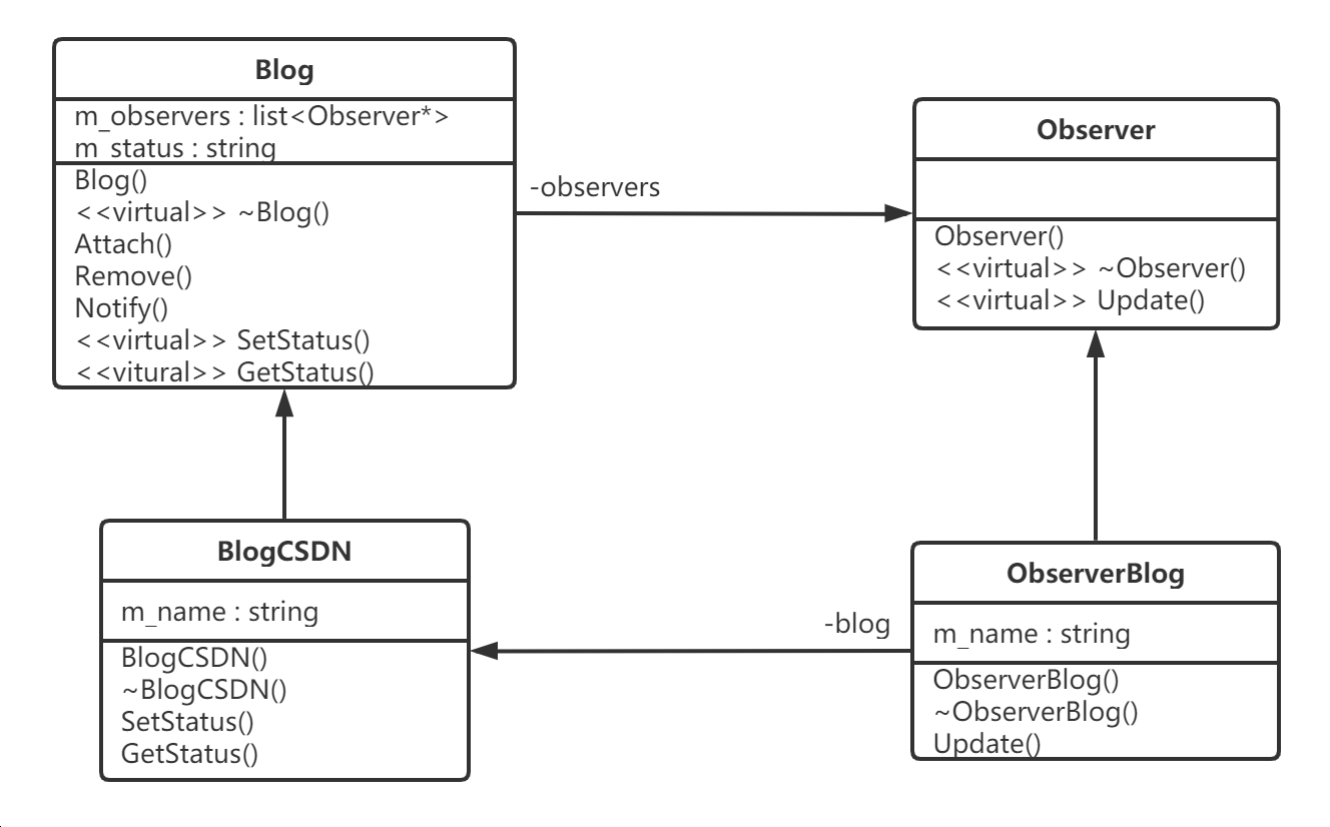 Blog
m_observers : list<Observer*>
m_status : string
Blog()
<<virtual>> ~Blog()
Attach()
Remove()
Notify()
<<virtual>> SetStatus()
<<vitural>> GetStatus()
-observers
Observer
Observer()
<<virtual>> ~Observer()
<<virtual>> Update()
BlogCSDN
m_name : string
BlogCSDN()
~BlogCSDN()
SetStatus()
GetStatus()
-blog
ObserverBlog
m_name : string
ObserverBlog()
~ObserverBlog()
Update()